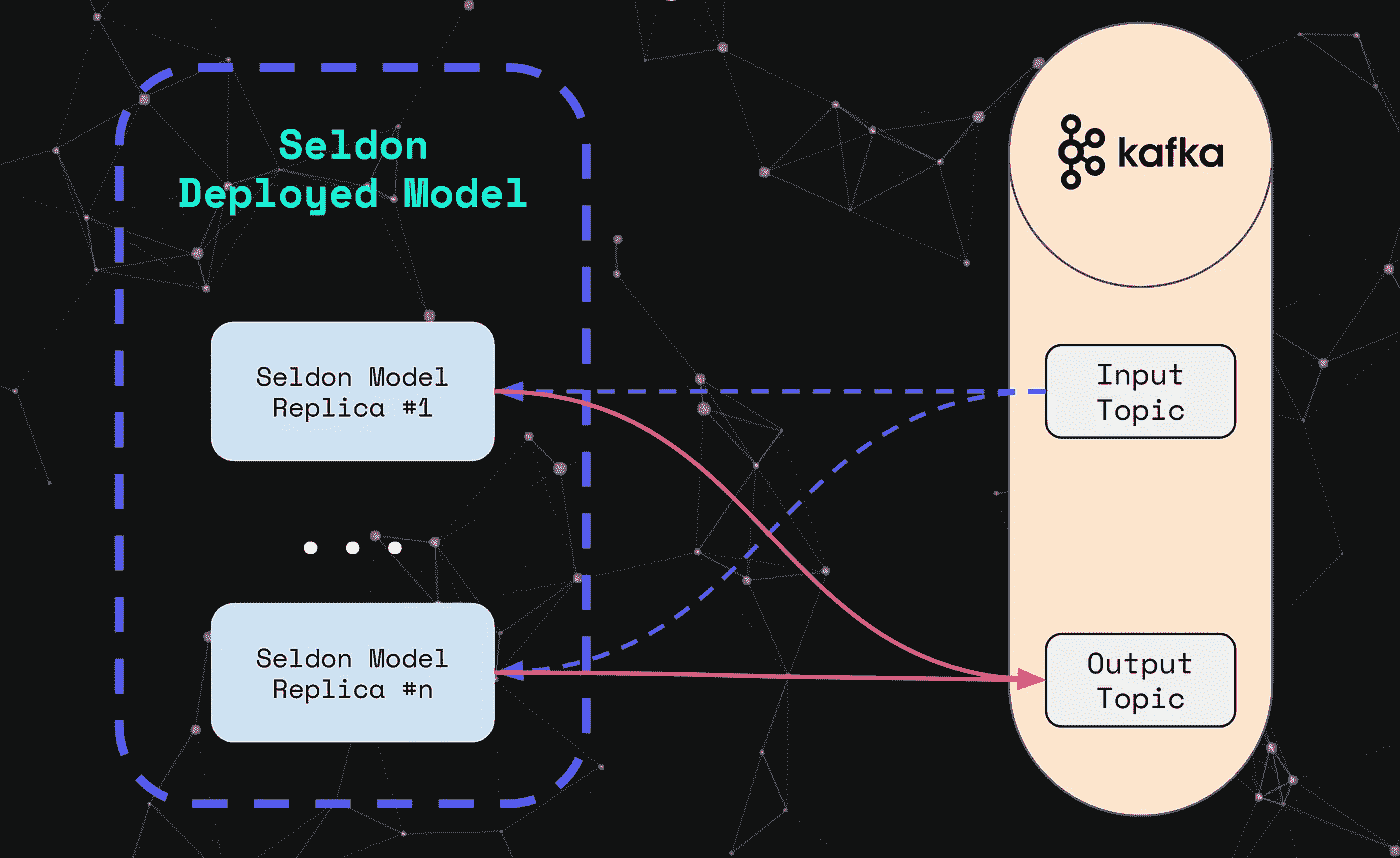 Seldon
Deployed Model
kafka
Seldon Model
Replica #1
Input
Topic
Seldon Model
Replica #n
Output
Topic